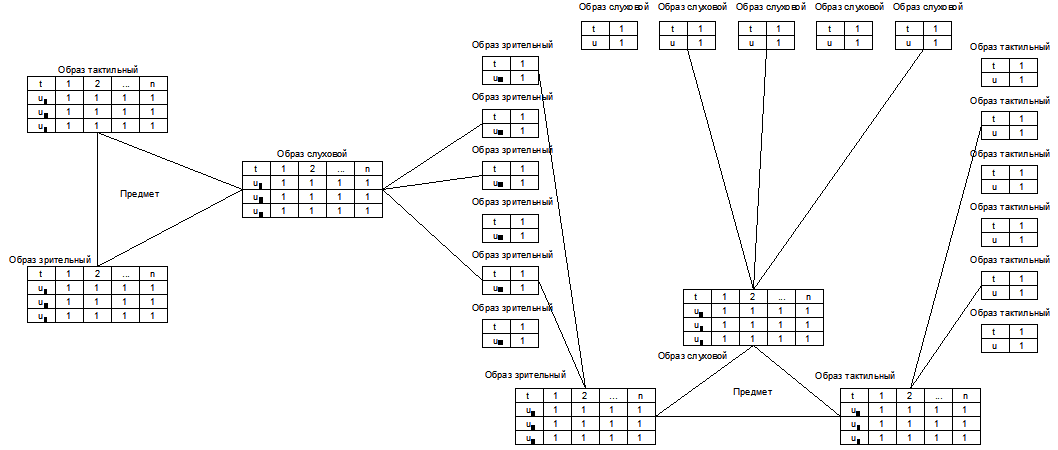 Образ слуховой Образ слуховой Образ слуховой Образ слуховой Образ слуховой
t 1 t 1 t 1 t 1 t 1
u 1 u 1 u 1 u 1 u 1
Образ тактильный
t 1 2 ... n
u 1 1 1 1
u 1 1 1 1
u 1 1 1 1
Предмет
Образ зрительный
t 1 2 ... n
u 1 1 1 1
u 1 1 1 1
u 1 1 1 1
Образ слуховой
t 1 2 ... n
u 1 1 1 1
u 1 1 1 1
u 1 1 1 1
Образ зрительный
t 1
u 1
Образ зрительный
t 1
u 1
Образ зрительный
t 1
u 1
Образ зрительный
t 1
u 1
Образ зрительный
t 1
u 1
Образ зрительный
t 1
u 1
Образ тактильный
t 1
u 1
Образ тактильный
t 1
u 1
Образ тактильный
t 1
u 1
Образ тактильный
t 1
u 1
Образ тактильный
t 1
u 1
Образ тактильный
t 1
u 1
t 1 2 ... n
u 1 1 1 1
u 1 1 1 1
u 1 1 1 1
Образ слуховой
Образ зрительный
t 1 2 ... n
u 1 1 1 1
u 1 1 1 1
u 1 1 1 1
Предмет
Образ тактильный
t 1 2 ... n
u 1 1 1 1
u 1 1 1 1
u 1 1 1 1